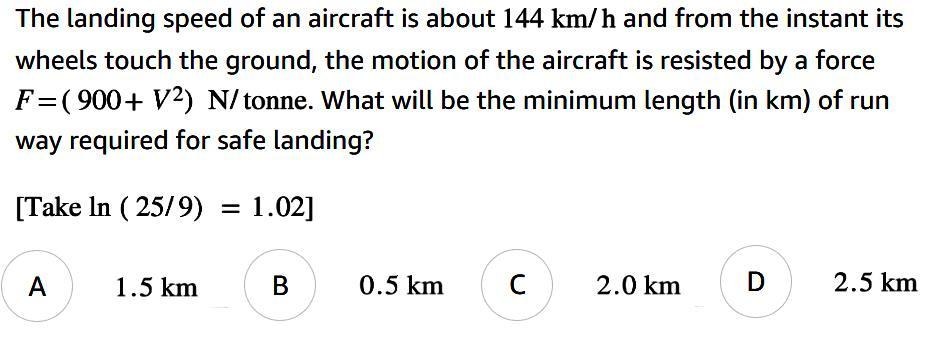 The landing speed of an aircraft is about 144 km/h and from the instant its
wheels touch the ground, the motion of the aircraft is resisted by a force
F=( 900+ V²) N/tonne. What will be the minimum length (in km) of run
way required for safe landing?
[Take ln ( 25/9) = 1.02]
A 1.5 km B 0.5 km C 2.0 km D 2.5 km